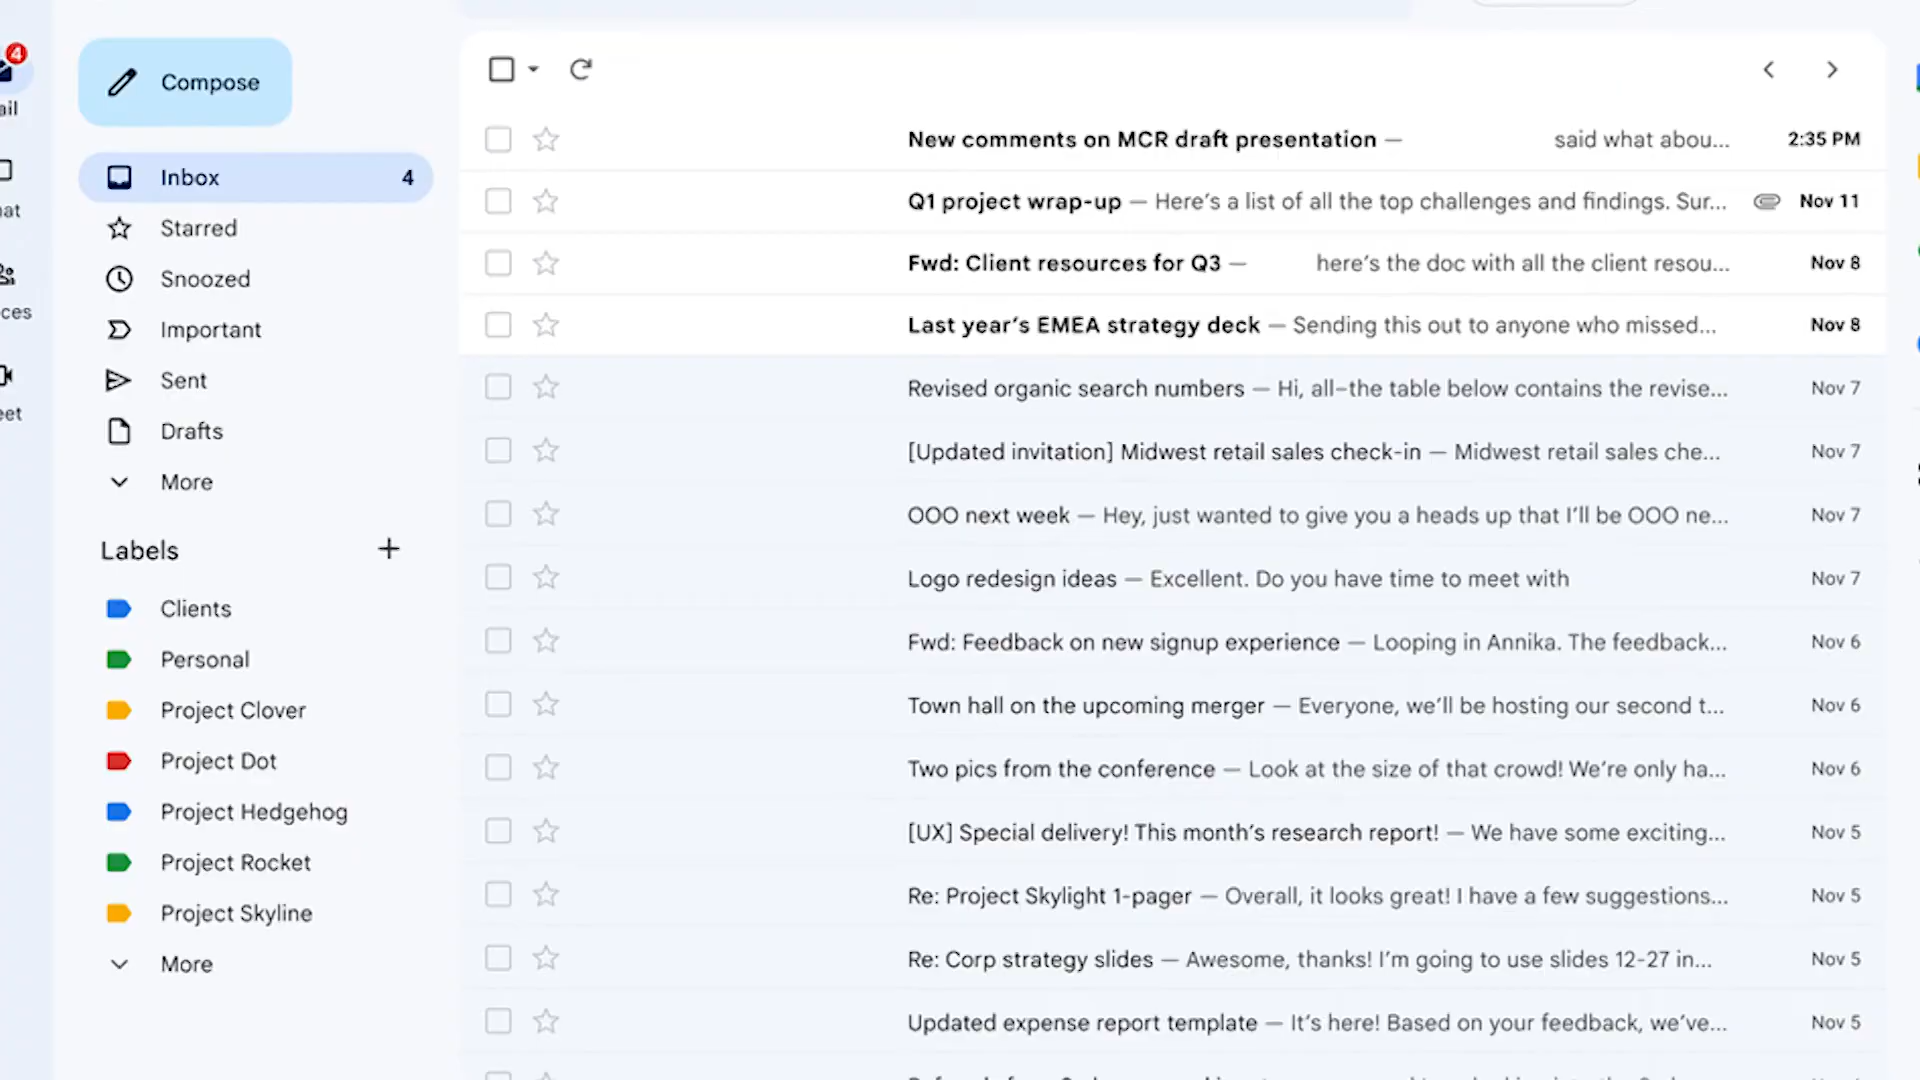 4
Compose
Inbox 4
Starred
Snoozed
Important
Sent
Drafts
More
Labels
Clients
Personal
Project Clover
Project Dot
Project Hedgehog
Project Rocket
Project Skyline
More
New comments on MCR draft presentation — said what abou... 2:35 PM
Q1 project wrap-up — Here's a list of all the top challenges and findings. Sur... Nov 11
Fwd: Client resources for Q3 — here's the doc with all the client resou... Nov 8
Last year's EMEA strategy deck — Sending this out to anyone who missed... Nov 8
Revised organic search numbers — Hi, all–the table below contains the revise... Nov 7
[Updated invitation] Midwest retail sales check-in — Midwest retail sales che... Nov 7
OOO next week — Hey, just wanted to give you a heads up that I'll be OOO ne... Nov 7
Logo redesign ideas — Excellent. Do you have time to meet with Nov 7
Fwd: Feedback on new signup experience — Looping in Annika. The feedback... Nov 6
Town hall on the upcoming merger — Everyone, we'll be hosting our second t... Nov 6
Two pics from the conference — Look at the size of that crowd! We're only ha... Nov 6
[UX] Special delivery! This month's research report! — We have some exciting... Nov 5
Re: Project Skylight 1-pager — Overall, it looks great! I have a few suggestions... Nov 5
Re: Corp strategy slides — Awesome, thanks! I'm going to use slides 12-27 in... Nov 5
Updated expense report template — It's here! Based on your feedback, we've... Nov 5